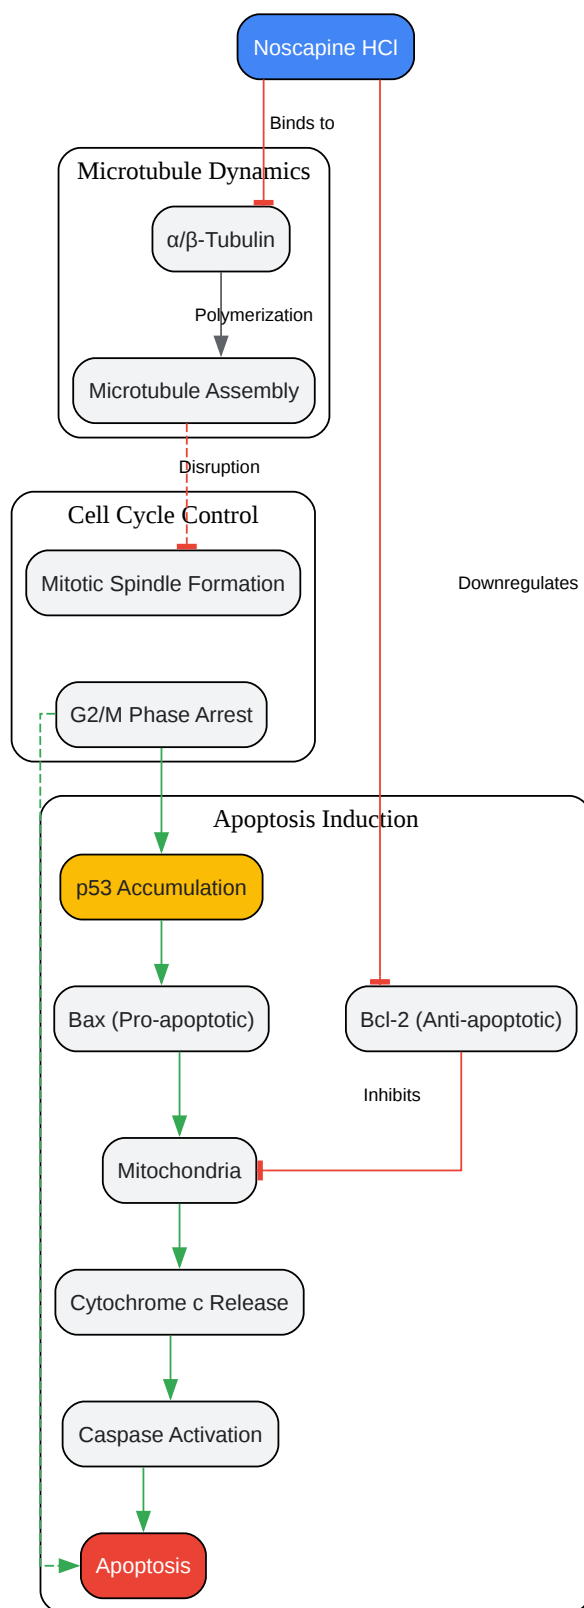 Noscapine HCl
Binds to
Microtubule Dynamics
α/β-Tubulin
Polymerization
Microtubule Assembly
Disruption
Cell Cycle Control
Mitotic Spindle Formation
Downregulates
G2/M Phase Arrest
Apoptosis Induction
p53 Accumulation
Bax (Pro-apoptotic)
Bcl-2 (Anti-apoptotic)
Inhibits
Mitochondria
Cytochrome c Release
Caspase Activation
Apoptosis